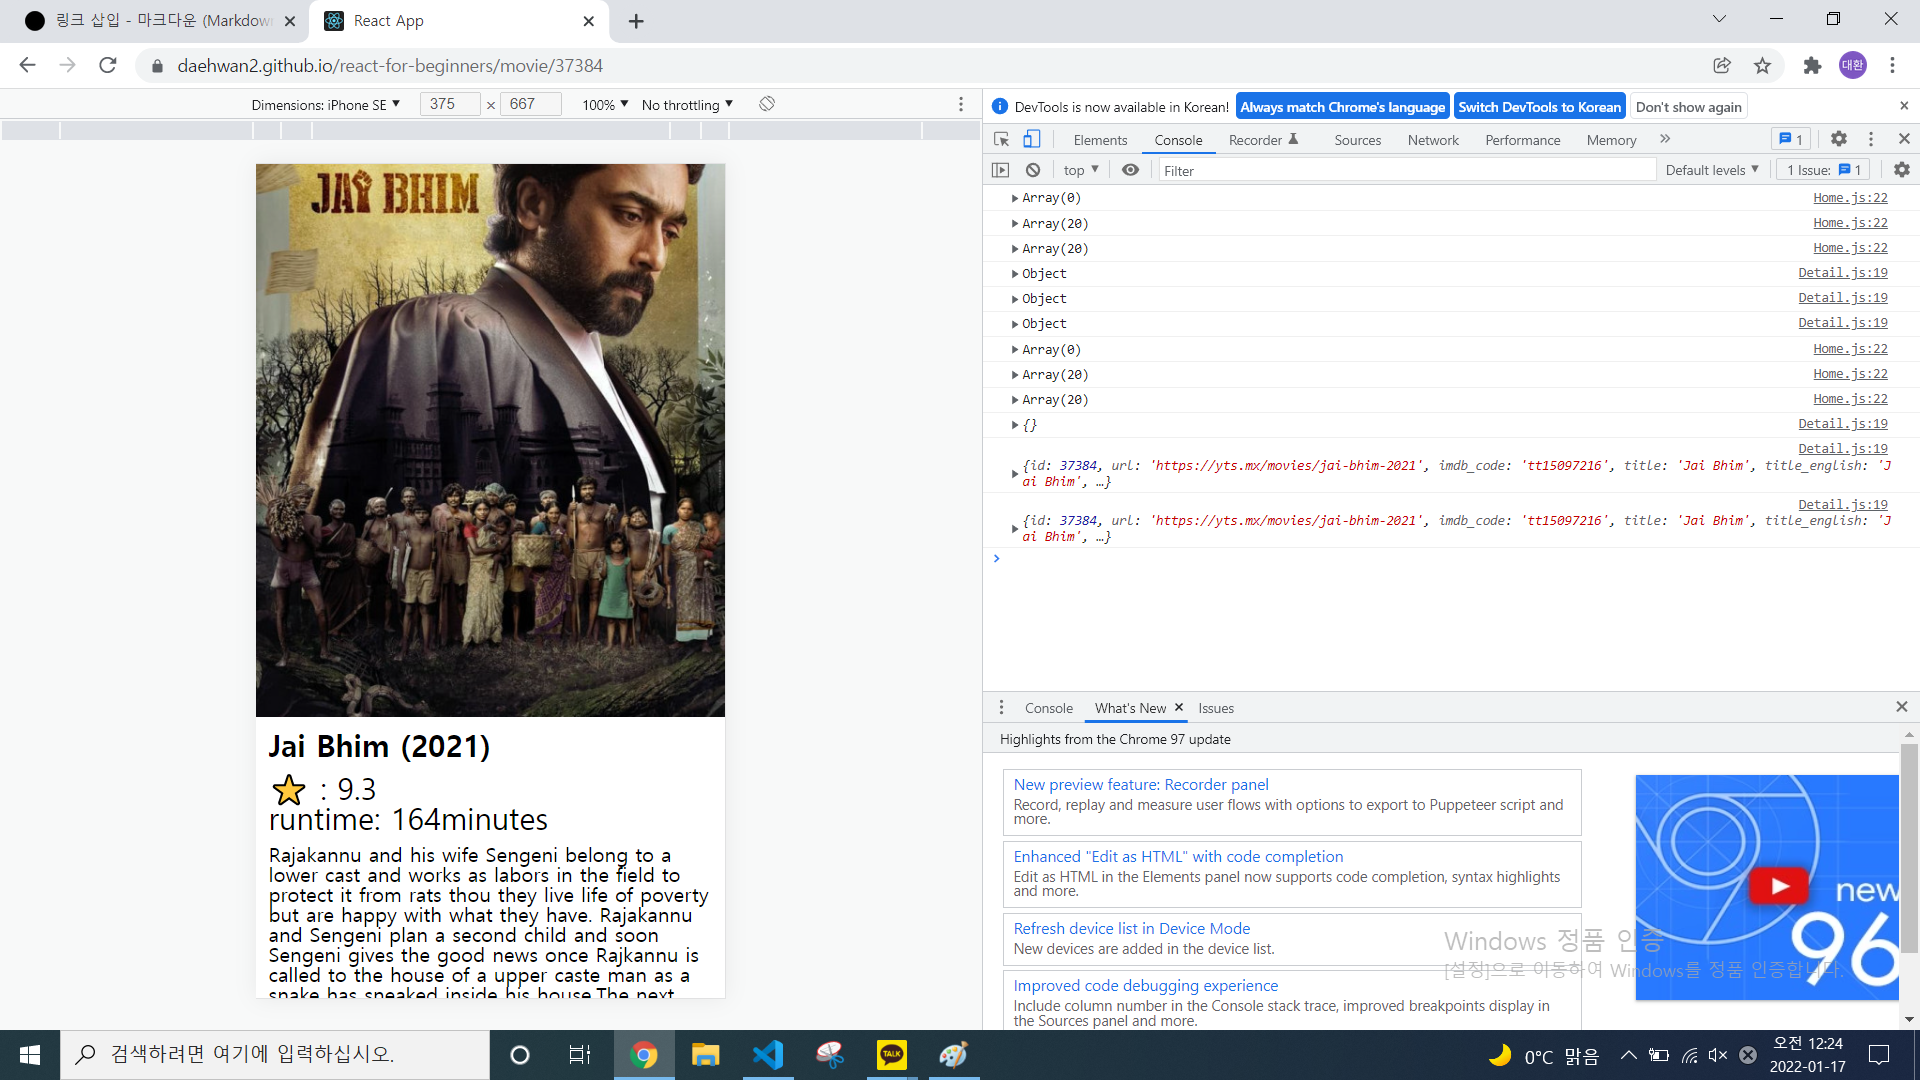 링크 삽입 - 마크다운 (Markdown
React App
daehwan2.github.io/react-for-beginners/movie/37384
대환
Dimensions: iPhone SE ▼ 375 × 667 100% ▼ No throttling ▼
DevTools is now available in Korean! Always match Chrome's language Switch DevTools to Korean Don't show again
Elements Console Recorder Sources Network Performance Memory » 1
top ▼ Filter Default levels ▼ 1 Issue: 1
Array(0) Home.js:22
Array(20) Home.js:22
Array(20) Home.js:22
Object Detail.js:19
Object Detail.js:19
Object Detail.js:19
Array(0) Home.js:22
Array(20) Home.js:22
Array(20) Home.js:22
{} Detail.js:19
Detail.js:19
{id: 37384, url: 'https://yts.mx/movies/jai-bhim-2021', imdb_code: 'tt15097216', title: 'Jai Bhim', title_english: 'J
ai Bhim', …}
Detail.js:19
{id: 37384, url: 'https://yts.mx/movies/jai-bhim-2021', imdb_code: 'tt15097216', title: 'Jai Bhim', title_english: 'J
ai Bhim', …}
JAI BHIM
Jai Bhim (2021)
: 9.3
runtime: 164minutes
Rajakannu and his wife Sengeni belong to a
lower cast and works as labors in the field to
protect it from rats thou they live life of poverty
but are happy with what they have. Rajakannu
and Sengeni plan a second child and soon
Sengeni gives the good news once Rajkannu is
called to the house of a upper caste man as a
snake has sneaked inside his house.The next
Console What's New Issues
Highlights from the Chrome 97 update
New preview feature: Recorder panel
Record, replay and measure user flows with options to export to Puppeteer script and
more.
Enhanced "Edit as HTML" with code completion
Edit as HTML in the Elements panel now supports code completion, syntax highlights
and more.
Refresh device list in Device Mode
New devices are added in the device list.
Improved code debugging experience
Include column number in the Console stack trace, improved breakpoints display in
the Sources panel and more.
new
96
Windows 정품 인증
[설정]으로 이동하여 Windows를 정품 인증합니다.
검색하려면 여기에 입력하십시오.
TALK
0°C 맑음
오전 12:24
2022-01-17